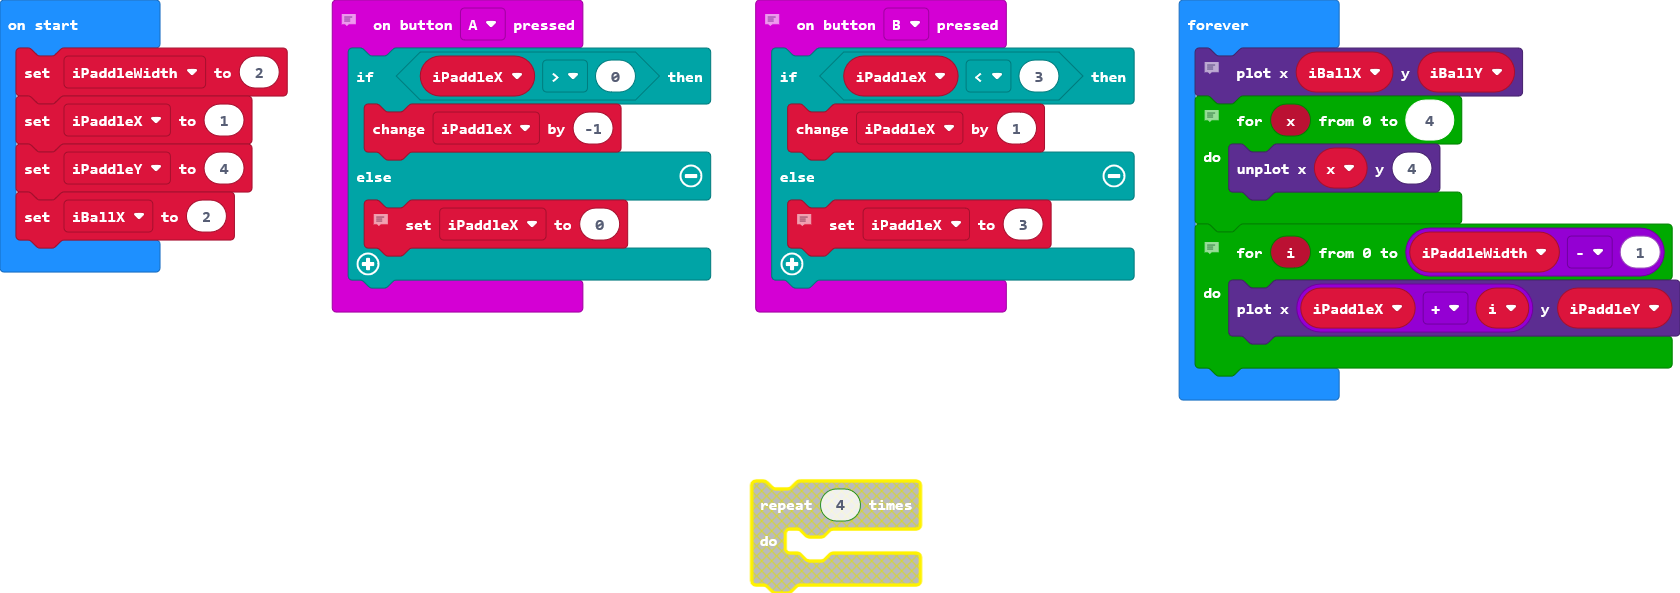 on start
set iPaddleWidth to 2
set iPaddleX to 1
set iPaddleY to 4
set iBallX to 2
on button A pressed
if iPaddleX > 0 then
change iPaddleX by -1
else
set iPaddleX to 0
on button B pressed
if iPaddleX < 3 then
change iPaddleX by 1
else
set iPaddleX to 3
forever
plot x iBallX y iBallY
for x from 0 to 4
do
unplot x x y 4
for i from 0 to iPaddleWidth - 1
do
plot x iPaddleX + i y iPaddleY
repeat 4 times
do